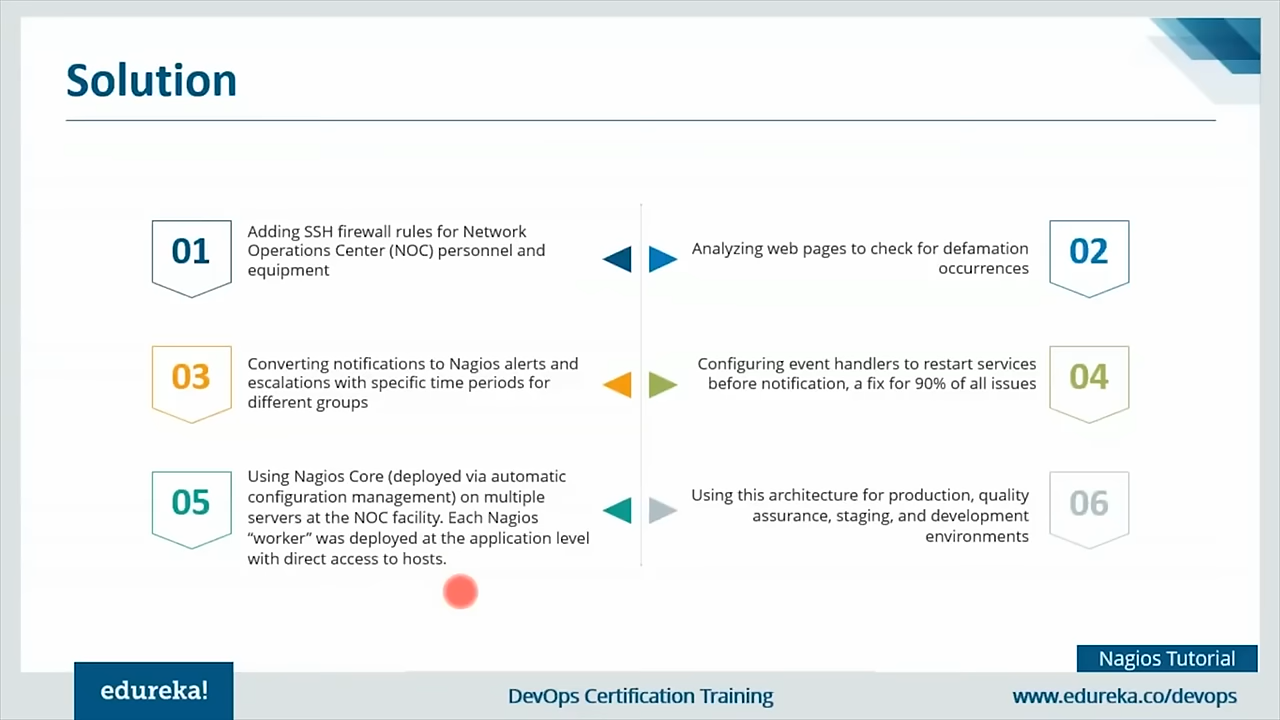 Solution
01
Adding SSH firewall rules for Network
Operations Center (NOC) personnel and
equipment
Analyzing web pages to check for defamation
occurrences
02
03
Converting notifications to Nagios alerts and
escalations with specific time periods for
different groups
Configuring event handlers to restart services
before notification, a fix for 90% of all issues
04
05
Using Nagios Core (deployed via automatic
configuration management) on multiple
servers at the NOC facility. Each Nagios
“worker” was deployed at the application level
with direct access to hosts.
Using this architecture for production, quality
assurance, staging, and development
environments
06
Nagios Tutorial
edureka!
DevOps Certification Training
www.edureka.co/devops